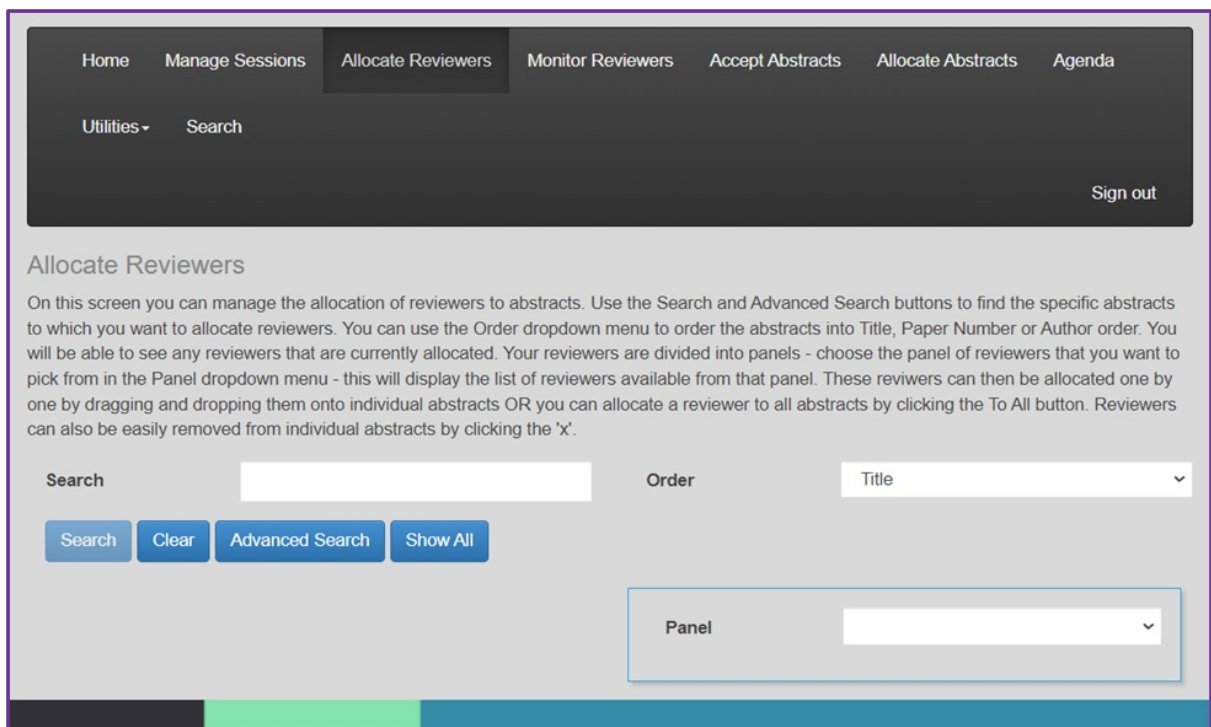 Home Manage Sessions Allocate Reviewers Monitor Reviewers Accept Abstracts Allocate Abstracts Agenda
Utilities Search
Sign out
Allocate Reviewers
On this screen you can manage the allocation of reviewers to abstracts. Use the Search and Advanced Search buttons to find the specific abstracts
to which you want to allocate reviewers. You can use the Order dropdown menu to order the abstracts into Title, Paper Number or Author order. You
will be able to see any reviewers that are currently allocated. Your reviewers are divided into panels - choose the panel of reviewers that you want to
pick from in the Panel dropdown menu - this will display the list of reviewers available from that panel. These reviwers can then be allocated one by
one by dragging and dropping them onto individual abstracts OR you can allocate a reviewer to all abstracts by clicking the To All button. Reviewers
can also be easily removed from individual abstracts by clicking the 'x'.
Search Order Title
Search Clear Advanced Search Show All
Panel